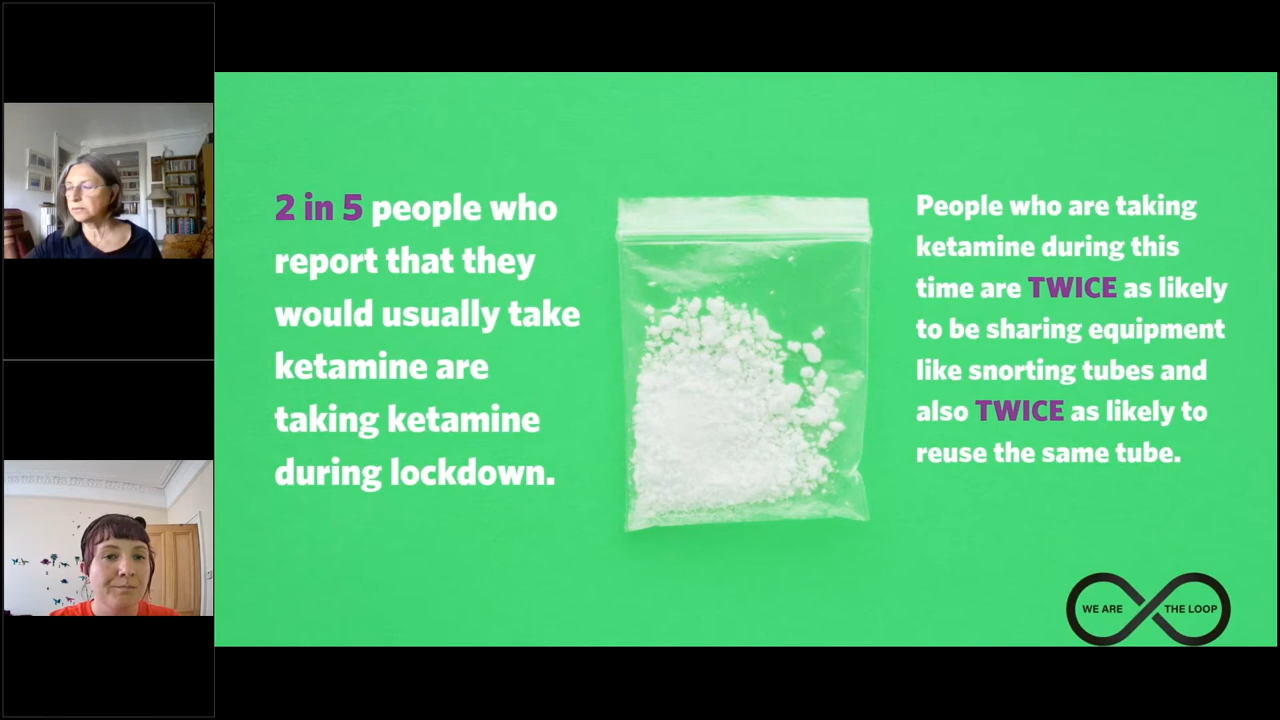 2 in 5 people who
report that they
would usually take
ketamine are
taking ketamine
during lockdown.
People who are taking
ketamine during this
time are TWICE as likely
to be sharing equipment
like snorting tubes and
also TWICE as likely to
reuse the same tube.
WE ARE THE LOOP